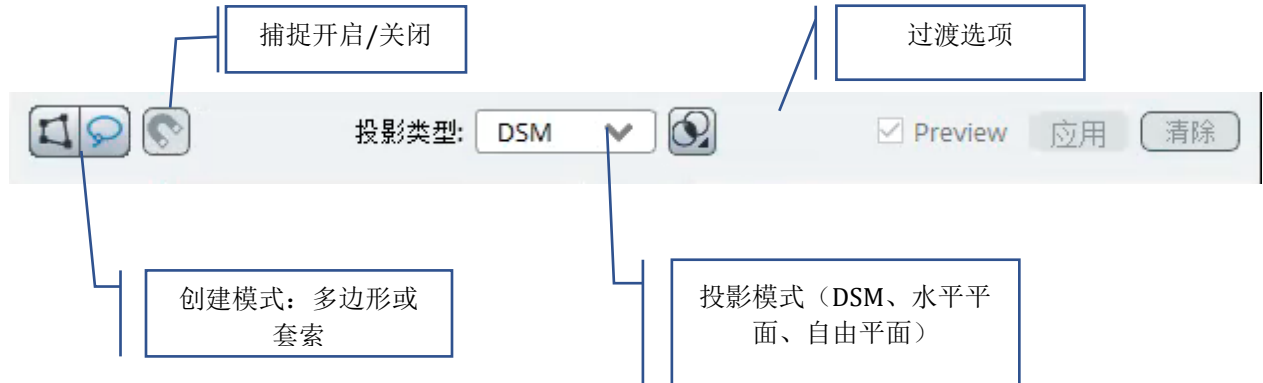 捕捉开启/关闭
过渡选项
投影类型: DSM
Preview
应用
清除
创建模式：多边形或
套索
投影模式（DSM、水平平
面、自由平面）